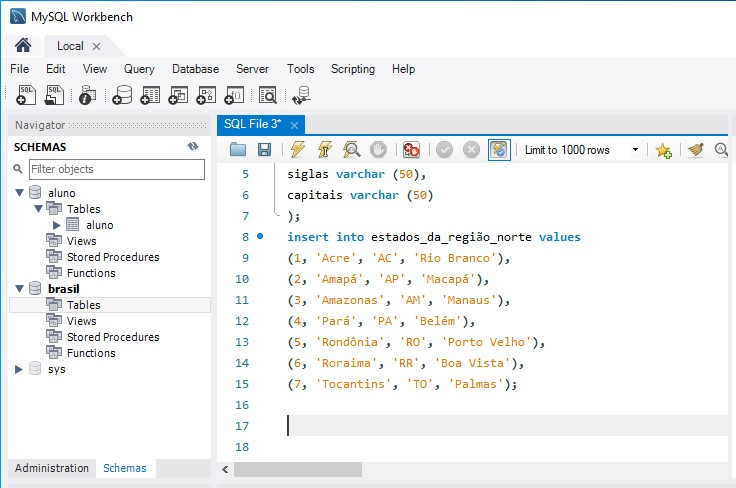 MySQL Workbench
Local
File Edit View Query Database Server Tools Scripting Help
Navigator
SCHEMAS
Filter objects
aluno
Tables
aluno
Views
Stored Procedures
Functions
brasil
Tables
Views
Stored Procedures
Functions
sys
Administration Schemas
SQL File 3*
Limit to 1000 rows
5 siglas varchar (50),
6 capitais varchar (50)
7 );
8 insert into estados_da_região_norte values
9 (1, 'Acre', 'AC', 'Rio Branco'),
10 (2, 'Amapá', 'AP', 'Macapá'),
11 (3, 'Amazonas', 'AM', 'Manaus'),
12 (4, 'Pará', 'PA', 'Belém'),
13 (5, 'Rondônia', 'RO', 'Porto Velho'),
14 (6, 'Roraima', 'RR', 'Boa Vista'),
15 (7, 'Tocantins', 'TO', 'Palmas');
16
17
18